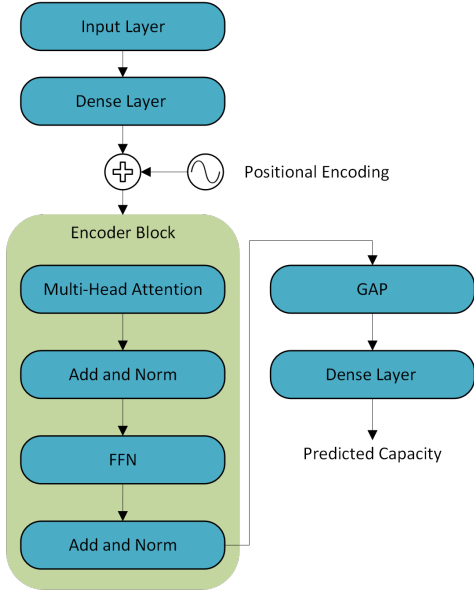 Input Layer
Dense Layer
Positional Encoding
Encoder Block
Multi-Head Attention
Add and Norm
FFN
Add and Norm
GAP
Dense Layer
Predicted Capacity